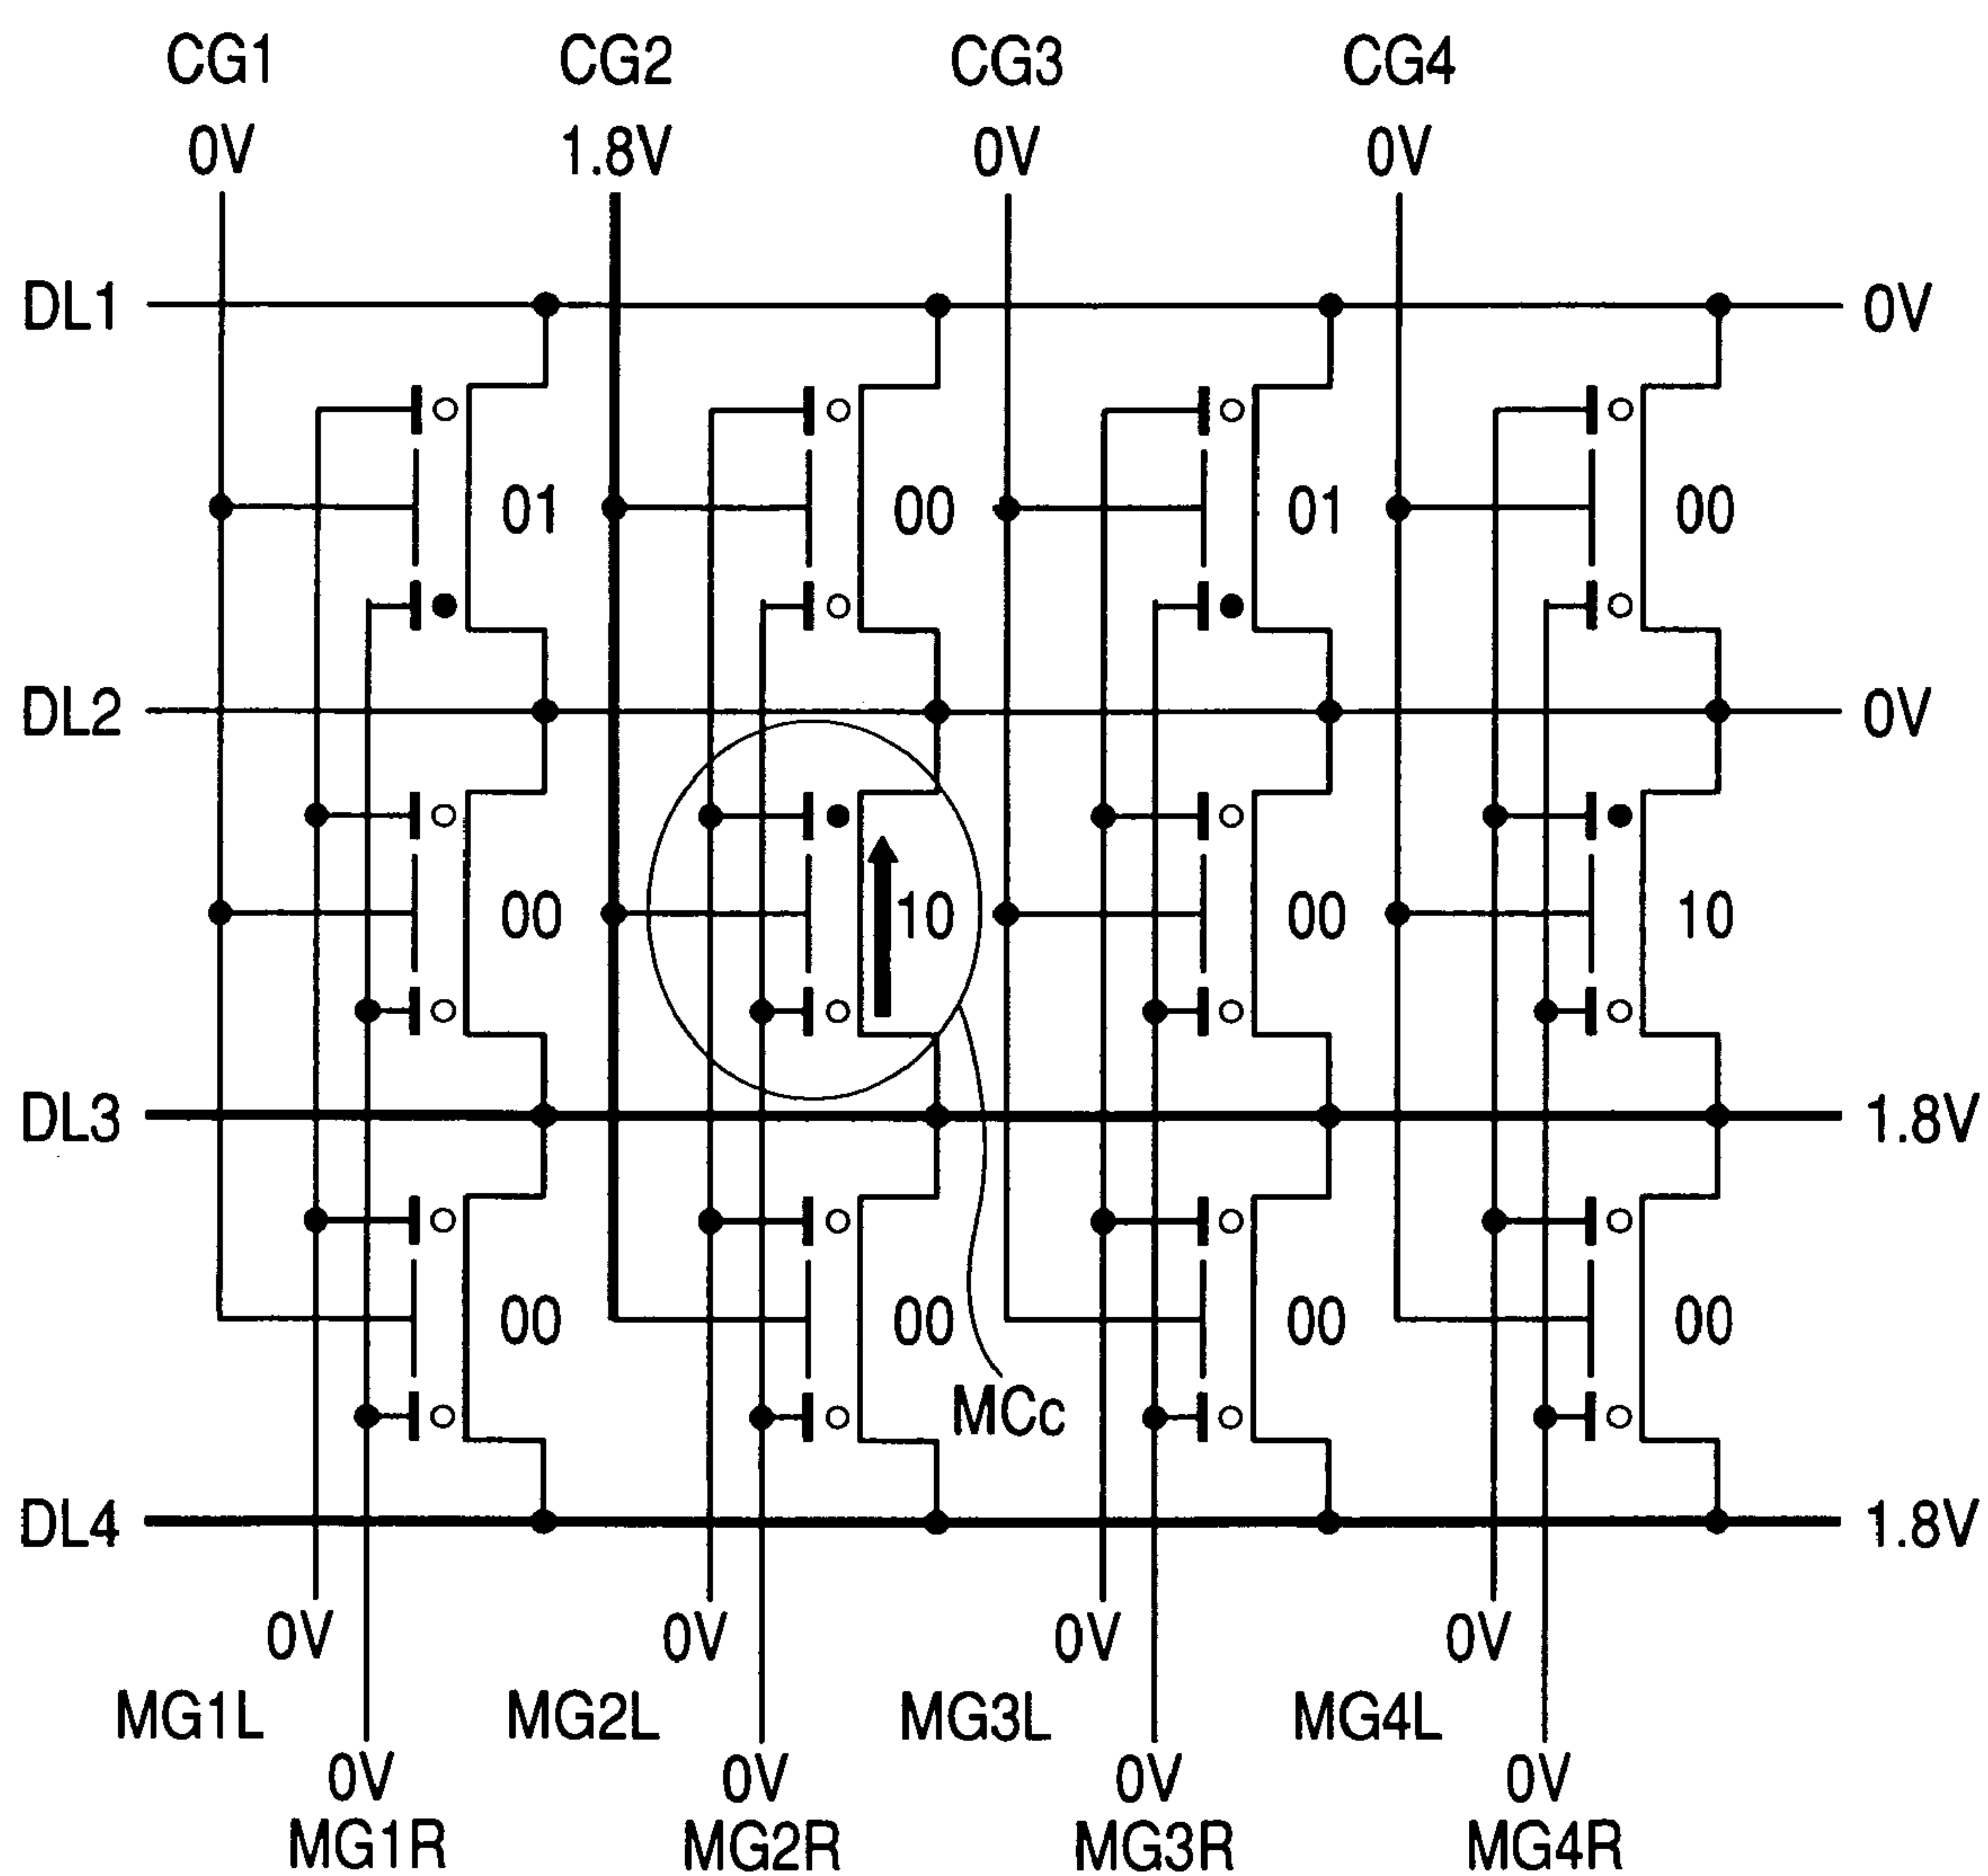 CG1 CG2 CG3 CG4
0V 1.8V 0V 0V
DL1 0V
01 00 01 00
DL2 0V
00 10 00 10
DL3 1.8V
00 00 00 00
MCc
DL4 1.8V
0V 0V 0V 0V
MG1L MG2L MG3L MG4L
0V 0V 0V 0V
MG1R MG2R MG3R MG4R